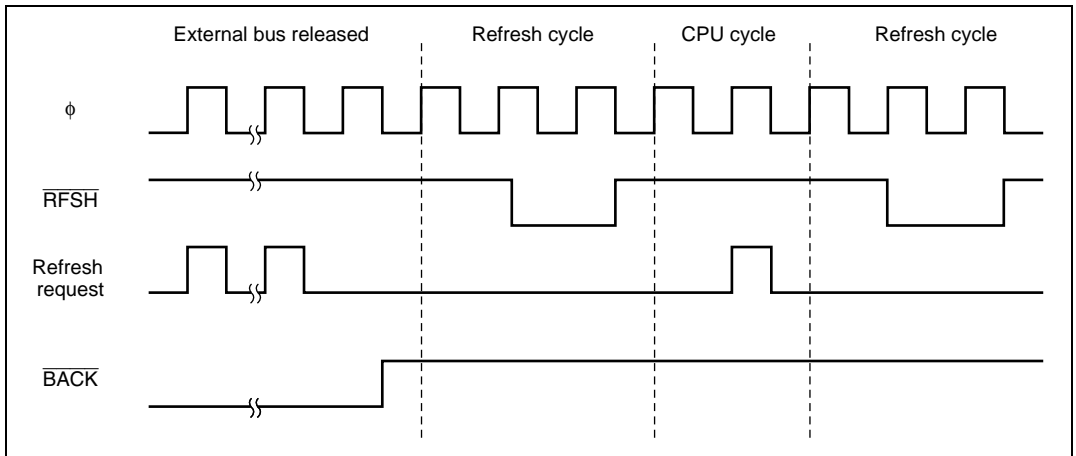 External bus released Refresh cycle CPU cycle Refresh cycle
ϕ
RFSH
Refresh
request
BACK